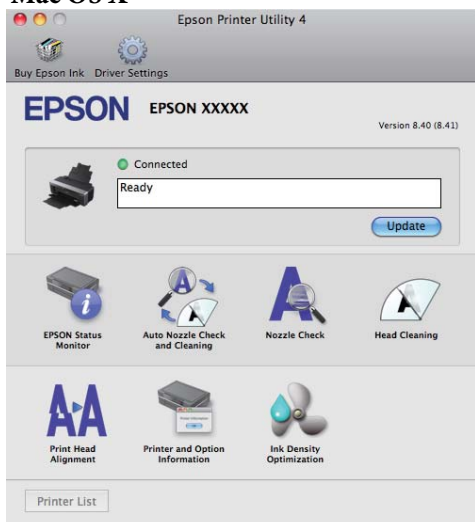 Mac OS X
Epson Printer Utility 4
Buy Epson Ink Driver Settings
EPSON EPSON XXXXX
Version 8.40 (8.41)
Connected
Ready
Update
EPSON Status
Monitor
Auto Nozzle Check
and Cleaning
Nozzle Check
Head Cleaning
Print Head
Alignment
Printer and Option
Information
Ink Density
Optimization
Printer List